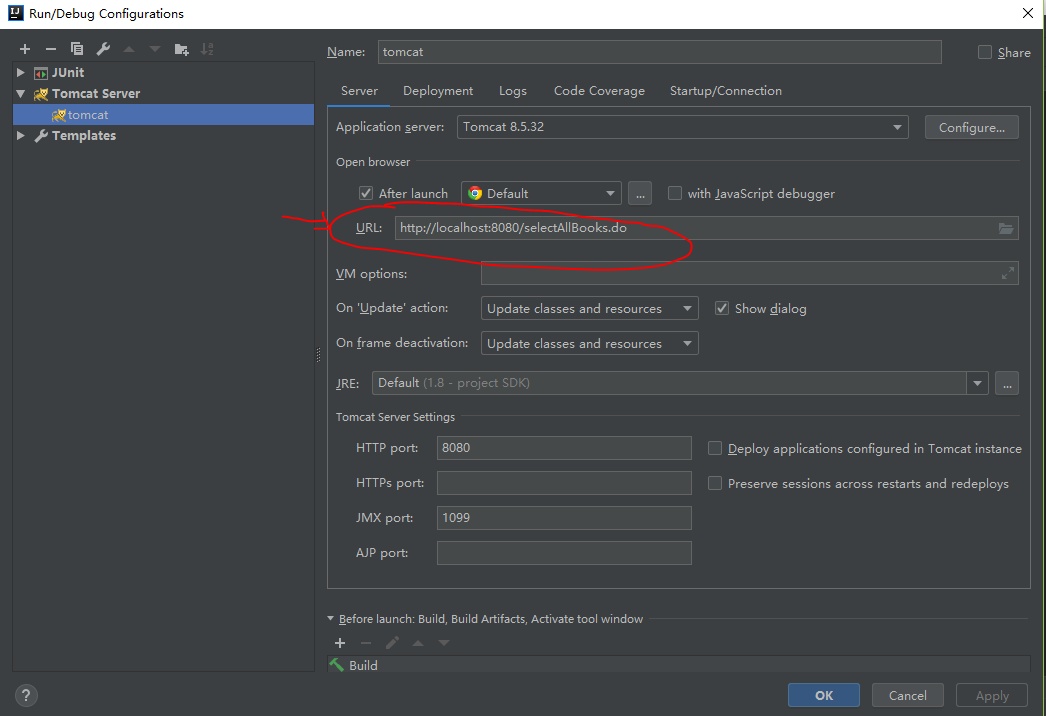 Run/Debug Configurations
Name: tomcat Share
JUnit
Tomcat Server
tomcat
Templates
Server Deployment Logs Code Coverage Startup/Connection
Application server: Tomcat 8.5.32 Configure...
Open browser
After launch Default ... with JavaScript debugger
URL: http://localhost:8080/selectAllBooks.do
VM options:
On 'Update' action: Update classes and resources Show dialog
On frame deactivation: Update classes and resources
JRE: Default (1.8 - project SDK) ...
Tomcat Server Settings
HTTP port: 8080 Deploy applications configured in Tomcat instance
HTTPs port: Preserve sessions across restarts and redeploys
JMX port: 1099
AJP port:
Before launch: Build, Build Artifacts, Activate tool window
Build
? OK Cancel Apply